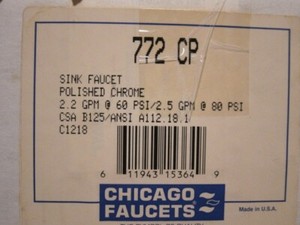 772 CP
SINK FAUCET
POLISHED CHROME
2.2 GPM @ 60 PSI/2.5 GPM @ 80 PSI
CSA B125/ANSI A112.18.1
C1218
6 11943 15364 9
CHICAGO
FAUCETS
Made in U.S.A.